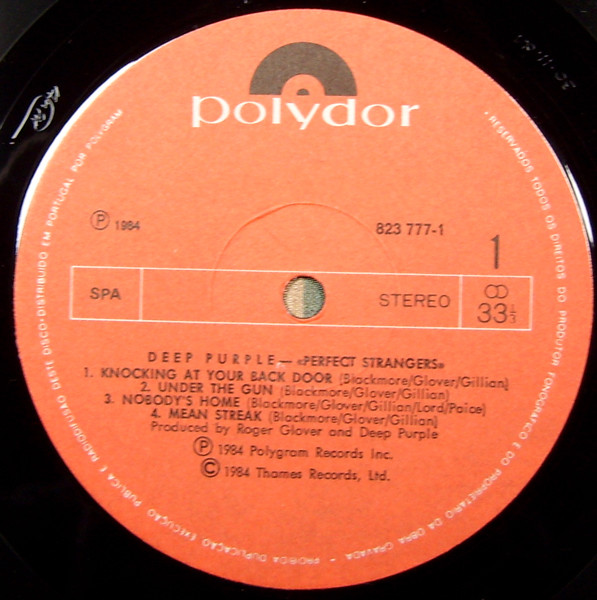 polydor
Ⓟ 1984
823 777-1
1
SPA
STEREO
33⅓
DEEP PURPLE — «PERFECT STRANGERS»
1. KNOCKING AT YOUR BACK DOOR (Blackmore/Glover/Gillian)
2. UNDER THE GUN (Blackmore/Glover/Gillian)
3. NOBODY'S HOME (Blackmore/Glover/Gillian/Lord/Paice)
4. MEAN STREAK (Blackmore/Glover/Gillian)
Produced by Roger Glover and Deep Purple
Ⓟ 1984 Polygram Records Inc.
© 1984 Thames Records, Ltd.
• RESERVADOS TODOS OS DIREITOS DO PRODUTOR FONOGRÁFICO E DO PROPRIETÁRIO DA OBRA GRAVADA - PROIBIDA DUPLICAÇÃO, EXECUÇÃO PÚBLICA E RADIODIFUSÃO DESTE DISCO - DISTRIBUIDO EM PORTUGAL POR POLYGRAM